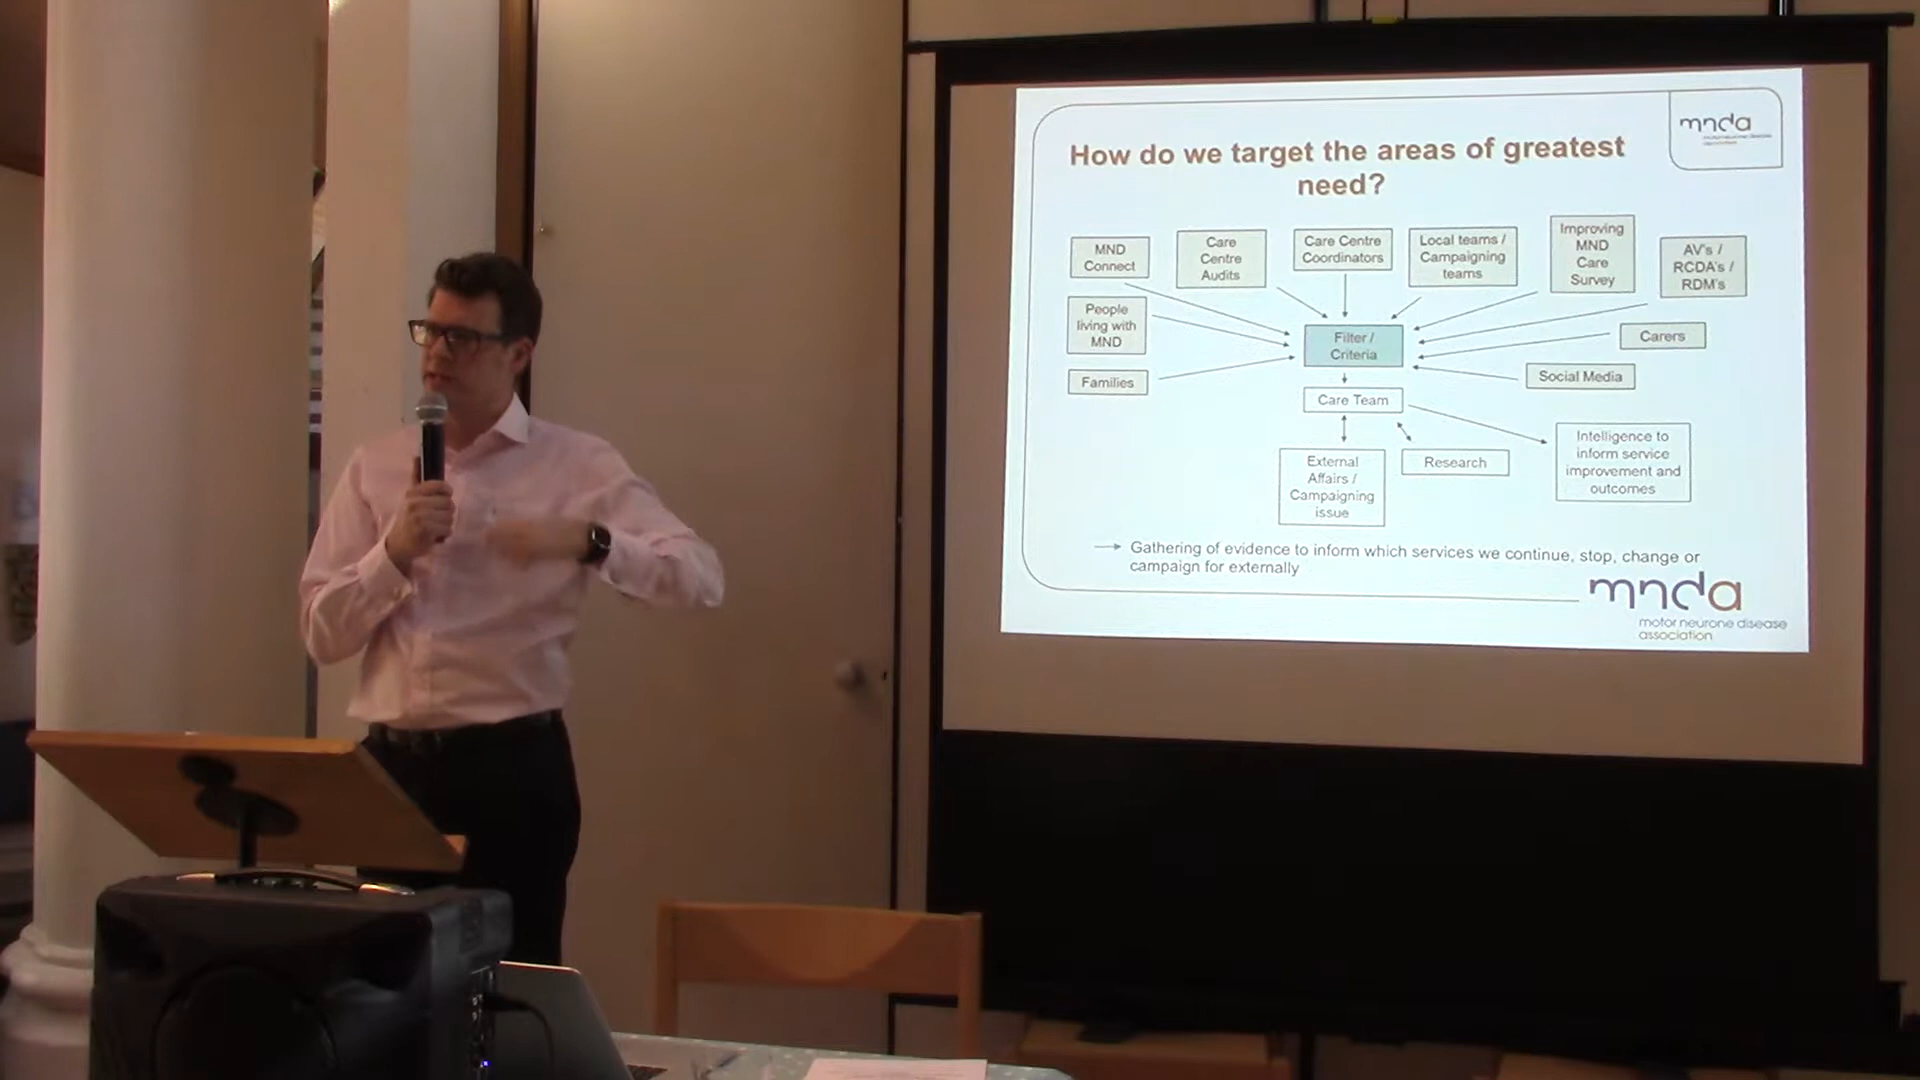 mnda
How do we target the areas of greatest
need?
MND
Connect
Care
Centre
Audits
Care Centre
Coordinators
Local teams /
Campaigning
teams
Improving
MND
Care
Survey
AV's /
RCDA's /
RDM's
People
living with
MND
Filter /
Criteria
Carers
Families
Social Media
Care Team
External
Affairs /
Campaigning
issue
Research
Intelligence to
inform service
improvement and
outcomes
Gathering of evidence to inform which services we continue, stop, change or
campaign for externally
mnda
motor neurone disease
association